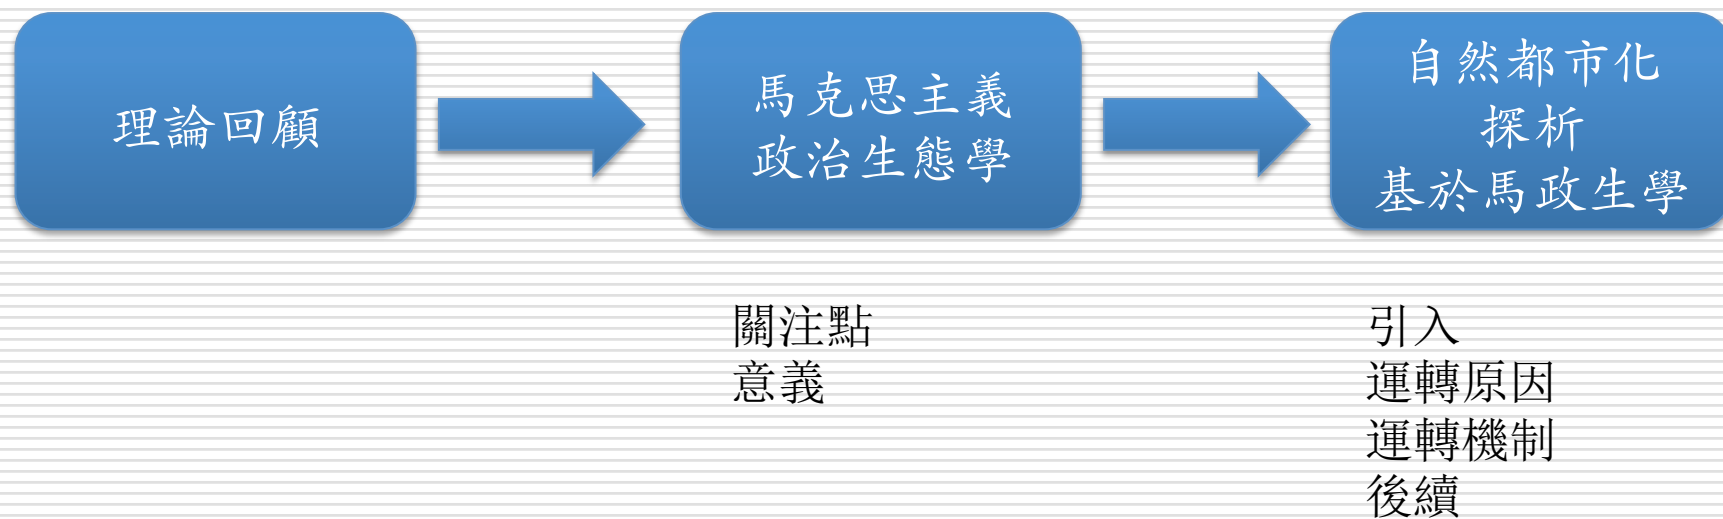 理論回顧
馬克思主義
政治生態學
自然都市化
探析
基於馬政生學
關注點
意義
引入
運轉原因
運轉機制
後續